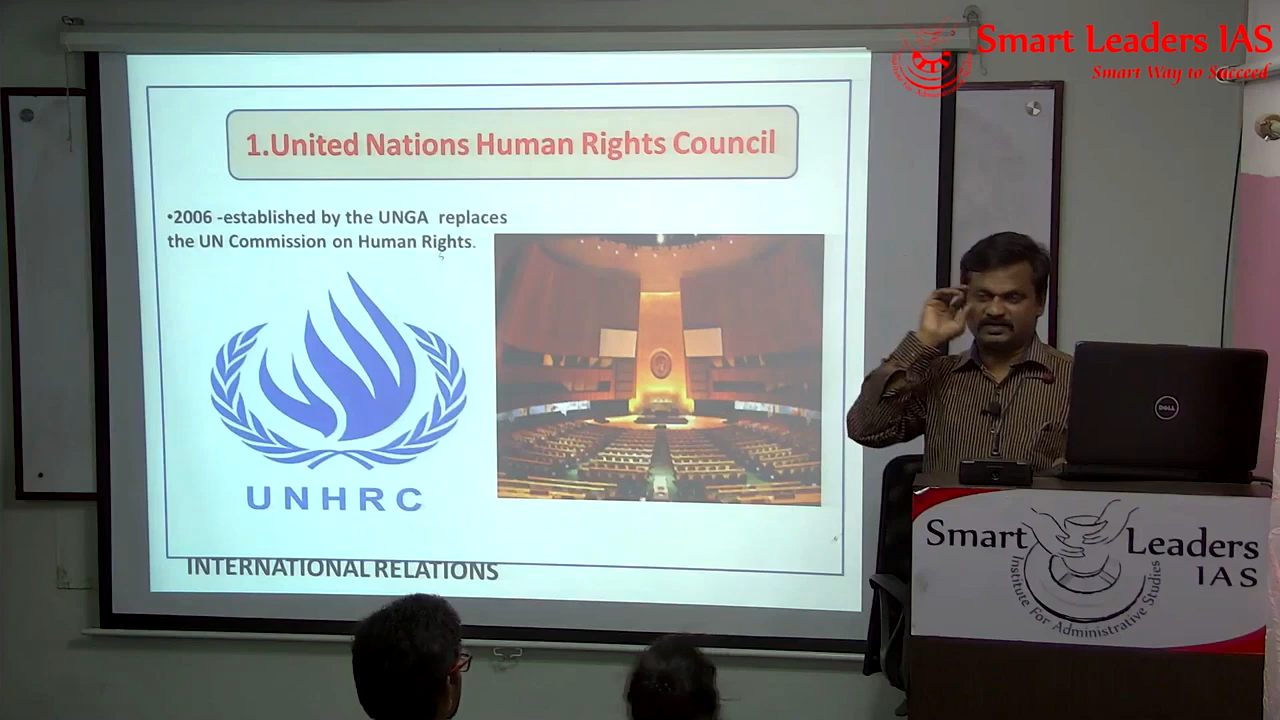 Smart Leaders IAS
Smart Way to Succeed
1.United Nations Human Rights Council
•2006 -established by the UNGA replaces
the UN Commission on Human Rights.
UNHRC
INTERNATIONAL RELATIONS
DELL
Smart Leaders
IAS
Institute For Administrative Studies